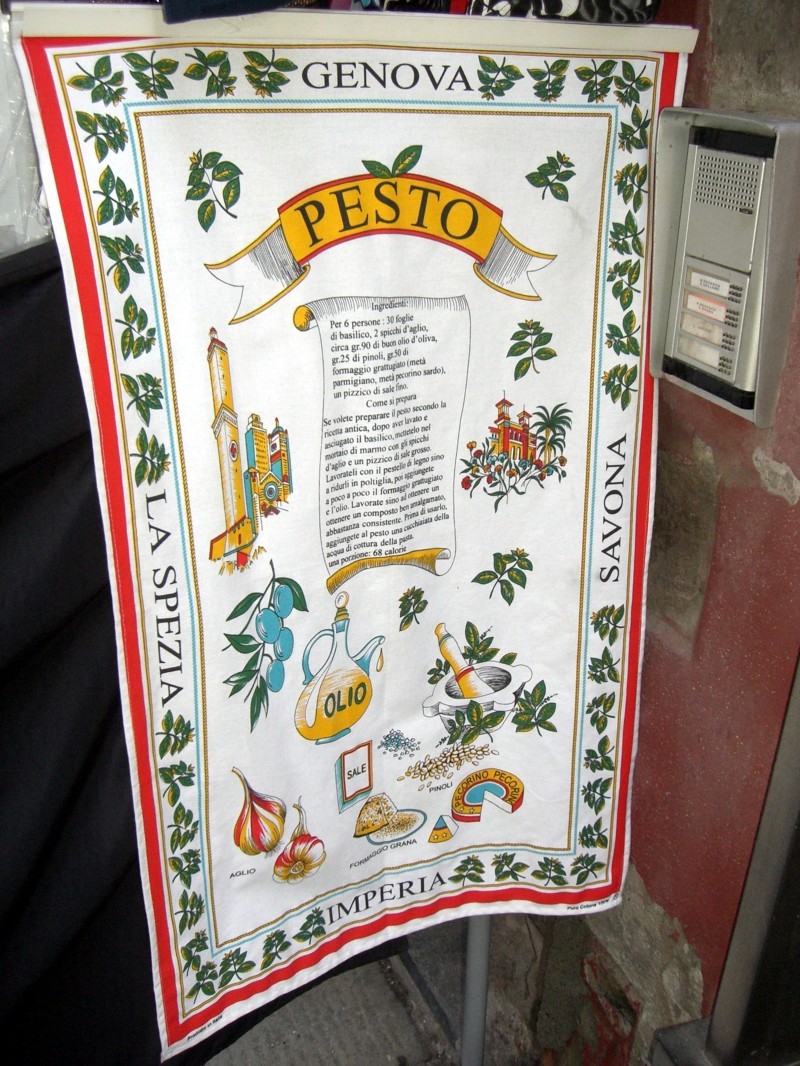 GENOVA
PESTO
Ingredienti:
Per 6 persone : 30 foglie
di basilico, 2 spicchi d'aglio,
circa gr.90 di buon olio d'oliva,
gr.25 di pinoli, gr.50 di
formaggio grattugiato (metà
parmigiano, metà pecorino sardo),
un pizzico di sale fino.
Come si prepara
Se volete preparare il pesto secondo la
ricetta antica, dopo aver lavato e
asciugato il basilico, mettetelo nel
mortaio di marmo con gli spicchi
d'aglio e un pizzico di sale grosso.
Lavorateli con il pestello di legno sino
a ridurli in poltiglia, poi aggiungete
a poco a poco il formaggio grattugiato
e l'olio. Lavorate sino ad ottenere un
ottenere un composto ben amalgamato,
abbastanza consistente. Prima di usarlo,
aggiungete al pesto una cucchiaiata della
acqua di cottura della pasta.
una porzione: 68 calorie
LA SPEZIA
SAVONA
OLIO
SALE
PINOLI
PECORINO PECORIN
AGLIO
FORMAGGIO GRANA
IMPERIA
in Italy